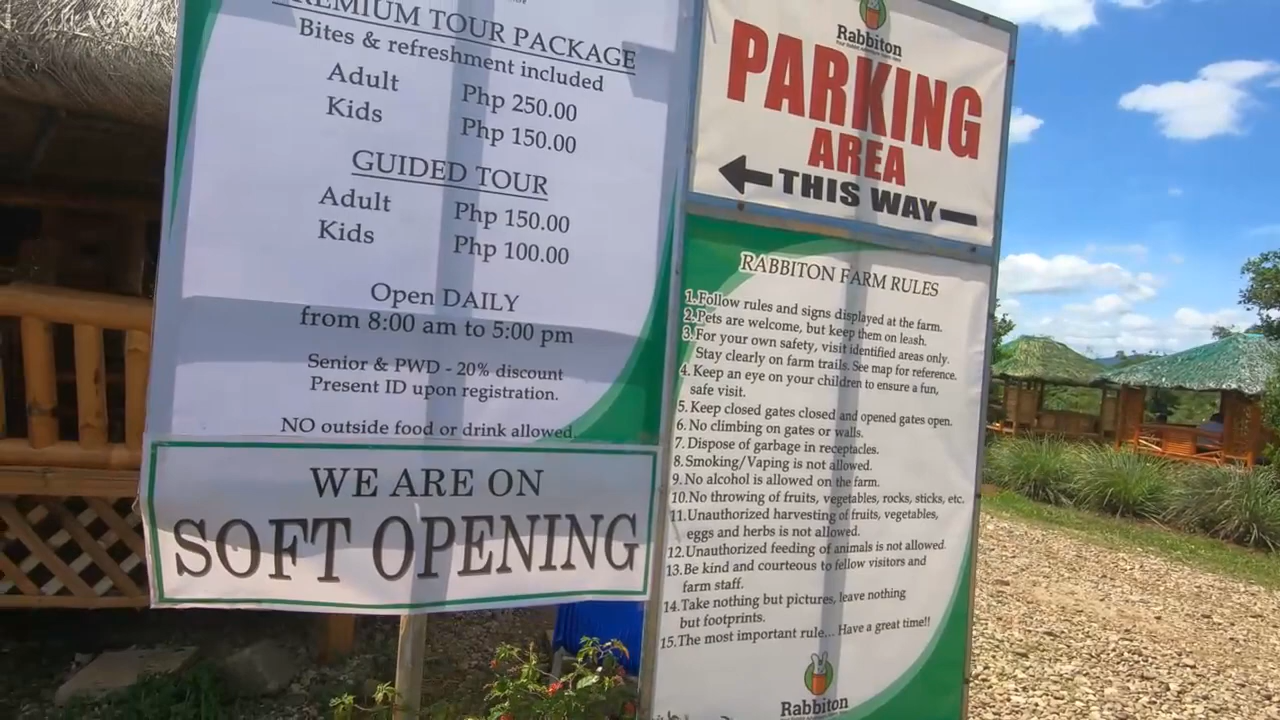 PREMIUM TOUR PACKAGE
Bites & refreshment included
Adult Php 250.00
Kids Php 150.00
GUIDED TOUR
Adult Php 150.00
Kids Php 100.00
Open DAILY
from 8:00 am to 5:00 pm
Senior & PWD - 20% discount
Present ID upon registration.
NO outside food or drink allowed.
WE ARE ON
SOFT OPENING
Rabbiton
PARKING
AREA
THIS WAY
RABBITON FARM RULES
1.Follow rules and signs displayed at the farm.
2.Pets are welcome, but keep them on leash.
3.For your own safety, visit identified areas only.
Stay clearly on farm trails. See map for reference.
4.Keep an eye on your children to ensure a fun,
safe visit.
5.Keep closed gates closed and opened gates open.
6.No climbing on gates or walls.
7.Dispose of garbage in receptacles.
8.Smoking/Vaping is not allowed.
9.No alcohol is allowed on the farm.
10.No throwing of fruits, vegetables, rocks, sticks, etc.
11.Unauthorized harvesting of fruits, vegetables,
eggs and herbs is not allowed.
12.Unauthorized feeding of animals is not allowed
13.Be kind and courteous to fellow visitors and
farm staff.
14.Take nothing but pictures, leave nothing
but footprints.
15.The most important rule... Have a great time!!
Rabbiton